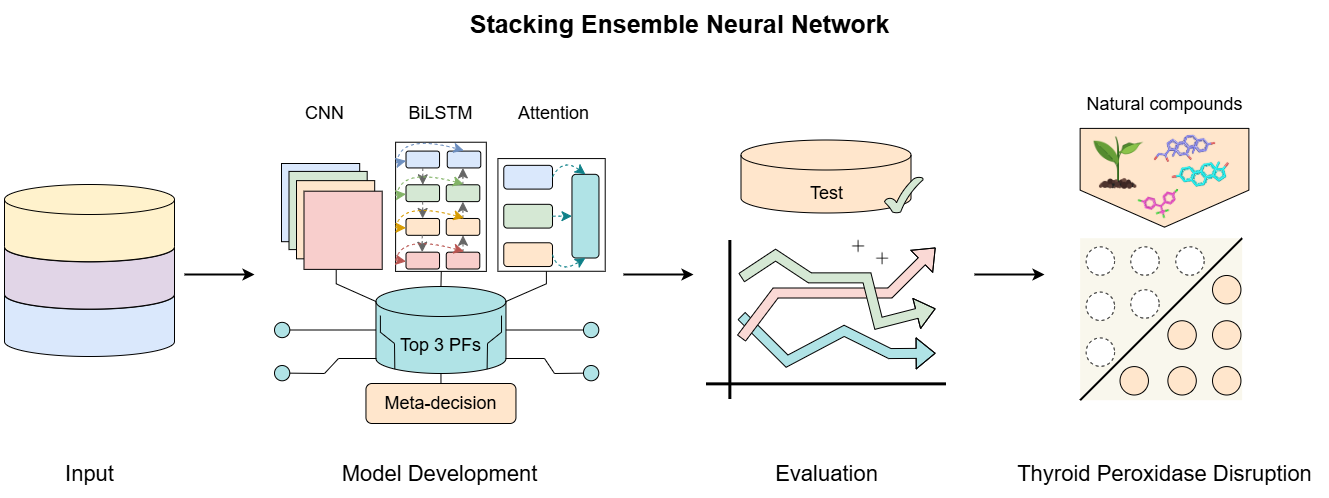 Stacking Ensemble Neural Network
CNN
BiLSTM
Attention
Top 3 PFs
Meta-decision
Test
Natural compounds
Input
Model Development
Evaluation
Thyroid Peroxidase Disruption